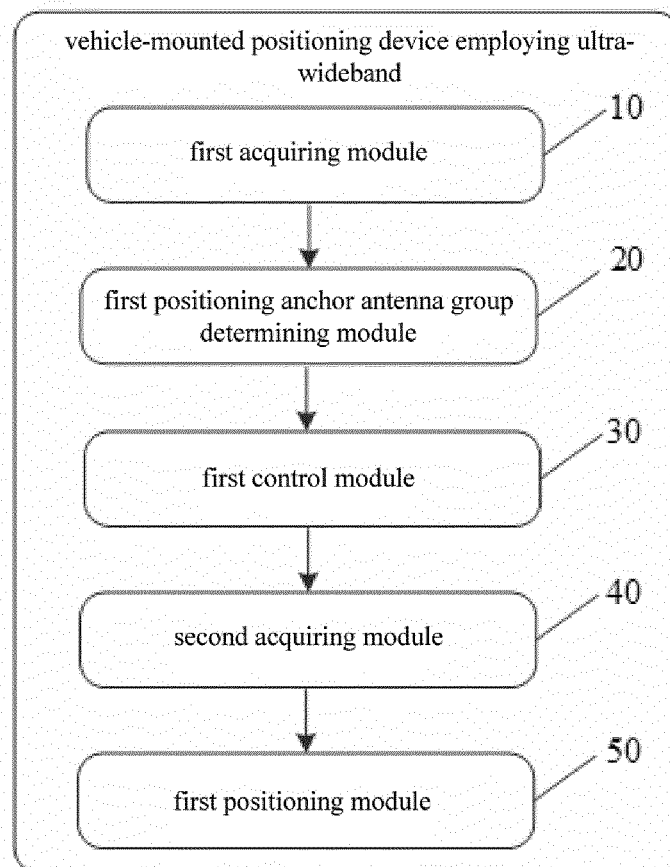 vehicle-mounted positioning device employing ultra-
wideband
10
first acquiring module
20
first positioning anchor antenna group
determining module
30
first control module
40
second acquiring module
50
first positioning module